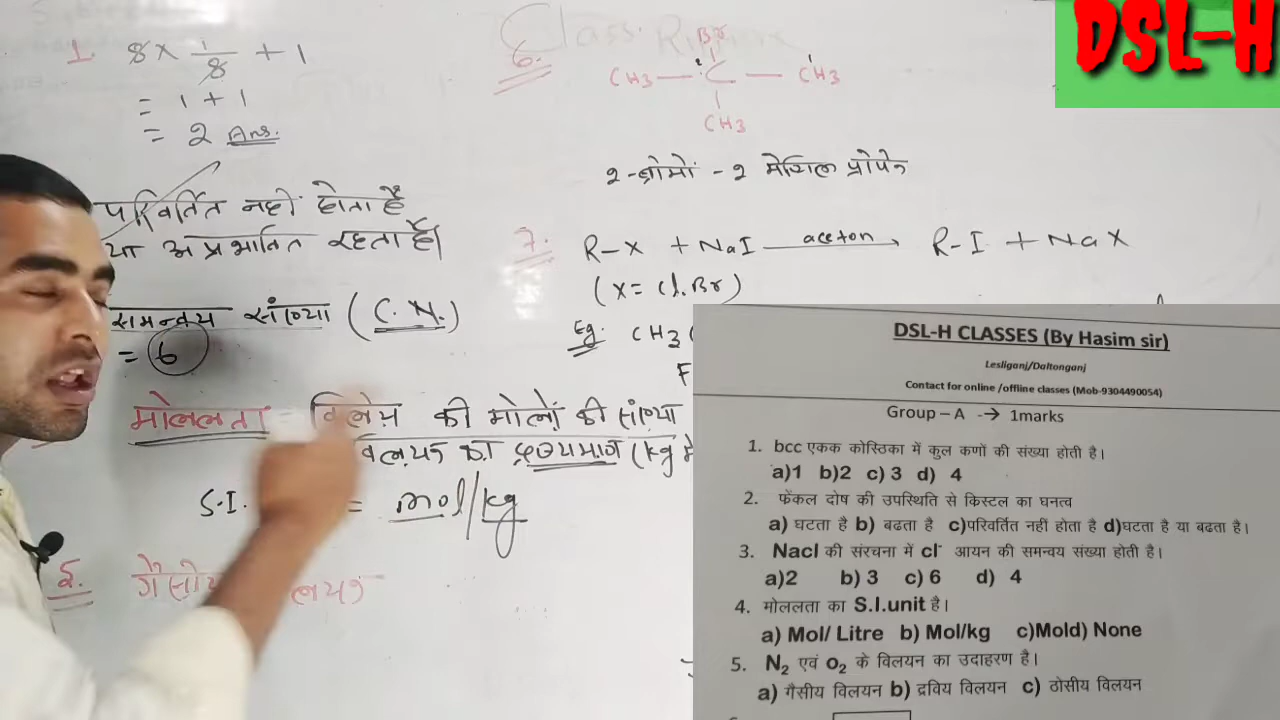 DSL-H
1. 8 × 1/8 + 1
= 1 + 1
= 2 Ans.
परिवर्तित नहीं होता है
या अप्रभावित रहता है।
समन्वय संख्या (C.N.)
= 6
मोललता = विलेय की मोलों की संख्या
विलयन का द्रव्यमान (kg
S.I. = mol/kg
5.
6.
Br
CH3 — C — CH3
CH3
2-ब्रोमो - 2 मेथिल प्रोपेन
7. R-X + NaI aceton R-I + NaX
(X = Cl, Br)
Eg: CH3
DSL-H CLASSES (By Hasim sir)
Lesliganj/Daltonganj
Contact for online /offline classes (Mob-9304490054)
Group – A -> 1marks
1. bcc एकक कोस्ठिका में कुल कणों की संख्या होती है।
a)1 b)2 c) 3 d) 4
2. फेंकल दोष की उपस्थिति से किस्टल का घनत्व
a) घटता है b) बढता है c)परिवर्तित नहीं होता है d)घटता है या बढता है।
3. Nacl की संरचना में cl- आयन की समन्वय संख्या होती है।
a)2 b) 3 c) 6 d) 4
4. मोललता का S.I.unit है।
a) Mol/ Litre b) Mol/kg c)Mold) None
5. N2 एवं o2 के विलयन का उदाहरण है।
a) गैसीय विलयन b) द्रविय विलयन c) ठोसीय विलयन